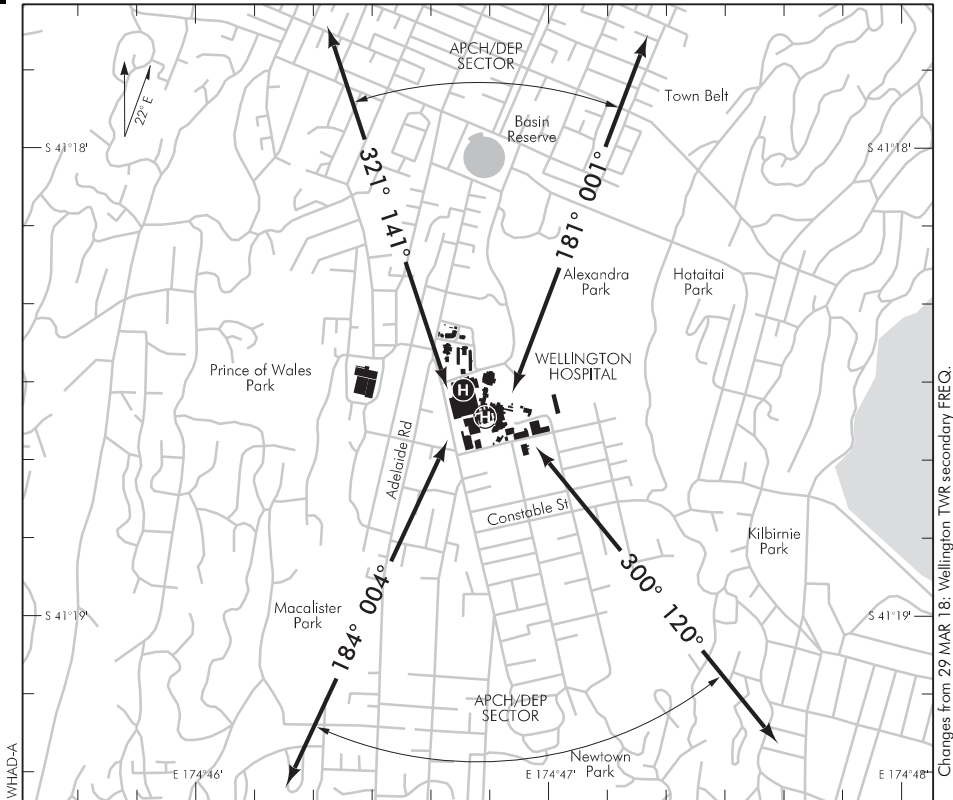 APCH/DEP
SECTOR
22° E
Town Belt
Basin
Reserve
S 41°18'
S 41°18'
321° 141°
181° 001°
Alexandra
Park
Hataitai
Park
Prince of Wales
Park
WELLINGTON
HOSPITAL
H
H
Adelaide Rd
Constable St
Kilbirnie
Park
Macalister
Park
184° 004°
300° 120°
S 41°19'
S 41°19'
APCH/DEP
SECTOR
Newtown
Park
E 174°46'
E 174°47'
E 174°48'
WHAD-A
Changes from 29 MAR 18: Wellington TWR secondary FREQ.